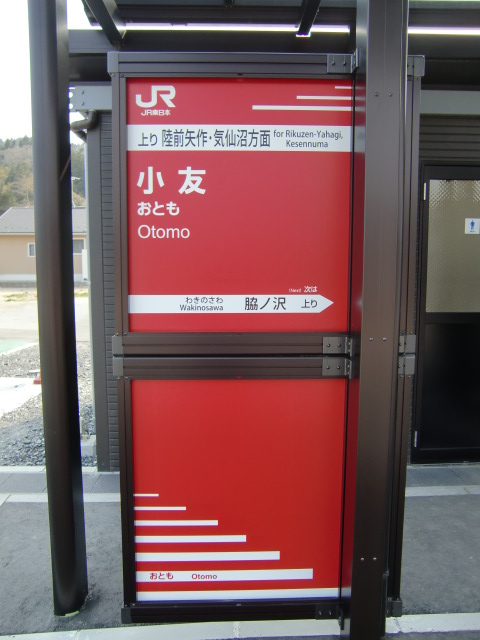 JR
JR東日本
上り 陸前矢作・気仙沼方面 for Rikuzen-Yahagi, Kesennuma
小友
おとも
Otomo
(Next) 次は
わきのさわ
Wakinosawa
脇ノ沢 上り
おとも Otomo